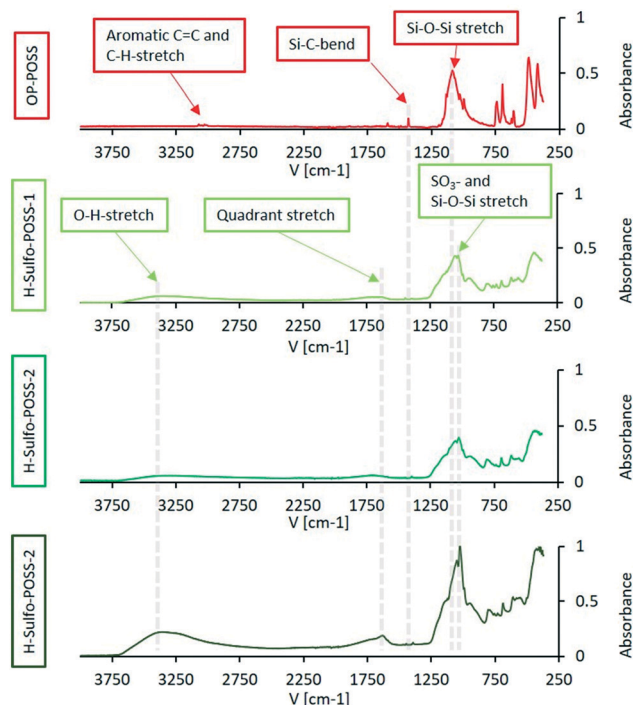 OP-POSS
Aromatic C=C and
C-H-stretch
Si-C-bend
Si-O-Si stretch
1
0.5
0
Absorbance
3750 3250 2750 2250 1750 1250 750 250
V [cm-1]
H-Sulfo-POSS-1
O-H-stretch
Quadrant stretch
SO₃- and
Si-O-Si stretch
1
0.5
0
Absorbance
3750 3250 2750 2250 1750 1250 750 250
V [cm-1]
H-Sulfo-POSS-2
1
0.5
0
Absorbance
3750 3250 2750 2250 1750 1250 750 250
V [cm-1]
H-Sulfo-POSS-2
1
0.5
0
Absorbance
3750 3250 2750 2250 1750 1250 750 250
V [cm-1]